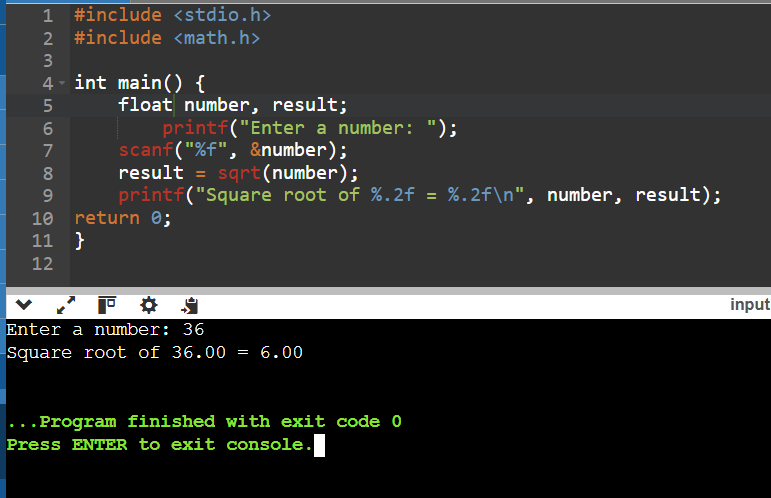 1 #include <stdio.h>
2 #include <math.h>
3
4 int main() {
5 float number, result;
6 printf("Enter a number: ");
7 scanf("%f", &number);
8 result = sqrt(number);
9 printf("Square root of %.2f = %.2f\n", number, result);
10 return 0;
11 }
12
input
Enter a number: 36
Square root of 36.00 = 6.00
...Program finished with exit code 0
Press ENTER to exit console.